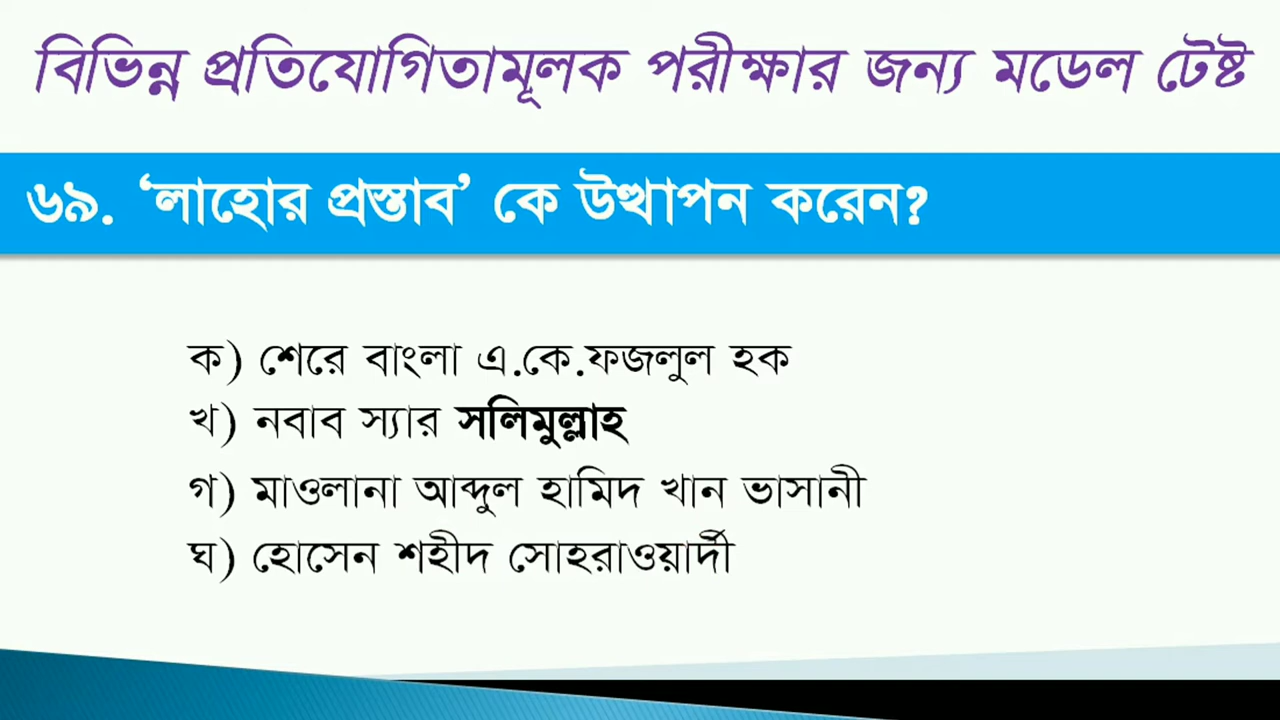 বিভিন্ন প্রতিযোগিতামূলক পরীক্ষার জন্য মডেল টেষ্ট
৬৯. ‘লাহোর প্রস্তাব’ কে উত্থাপন করেন?
ক) শেরে বাংলা এ.কে.ফজলুল হক
খ) নবাব স্যার সলিমুল্লাহ
গ) মাওলানা আব্দুল হামিদ খান ভাসানী
ঘ) হোসেন শহীদ সোহরাওয়ার্দী